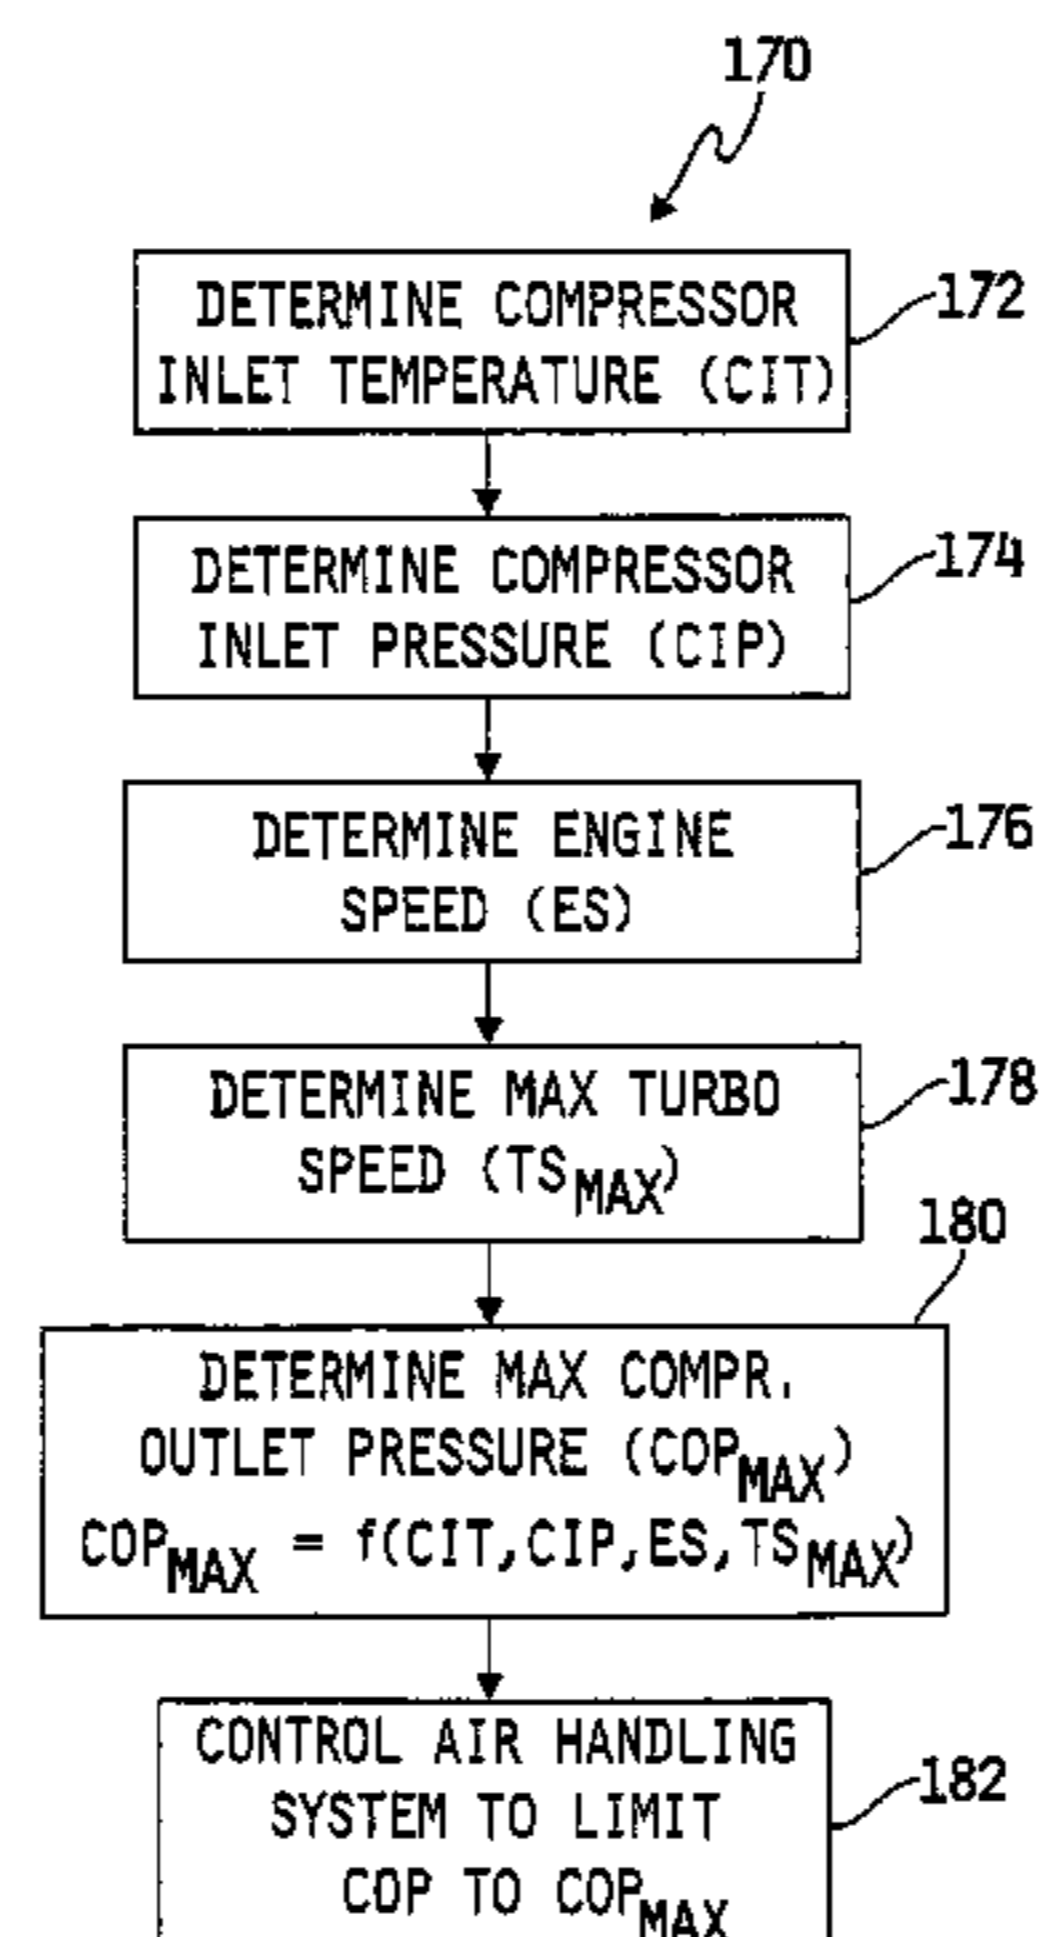 170
DETERMINE COMPRESSOR
INLET TEMPERATURE (CIT)
172
DETERMINE COMPRESSOR
INLET PRESSURE (CIP)
174
DETERMINE ENGINE
SPEED (ES)
176
DETERMINE MAX TURBO
SPEED (TSMAX)
178
180
DETERMINE MAX COMPR.
OUTLET PRESSURE (COPMAX)
COPMAX = f(CIT,CIP,ES,TSMAX)
CONTROL AIR HANDLING
SYSTEM TO LIMIT
COP TO COPMAX
182